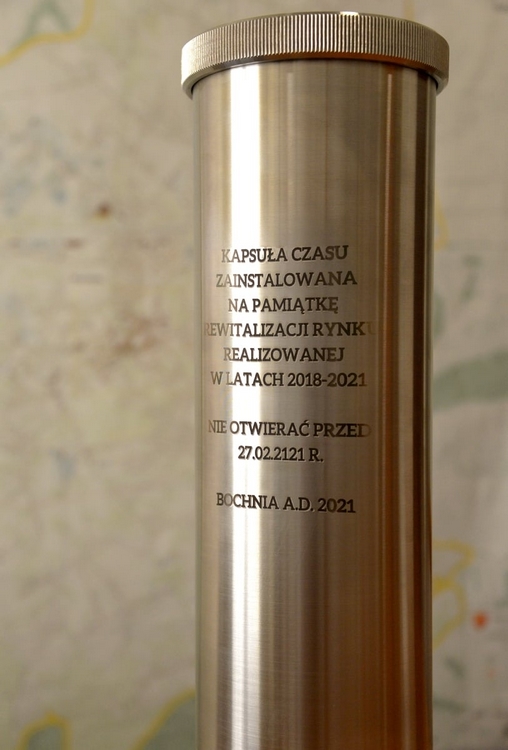 KAPSUŁA CZASU
ZAINSTALOWANA
NA PAMIĄTKĘ
REWITALIZACJI RYNKU
REALIZOWANEJ
W LATACH 2018-2021
NIE OTWIERAĆ PRZED
27.02.2121 R.
BOCHNIA A.D. 2021